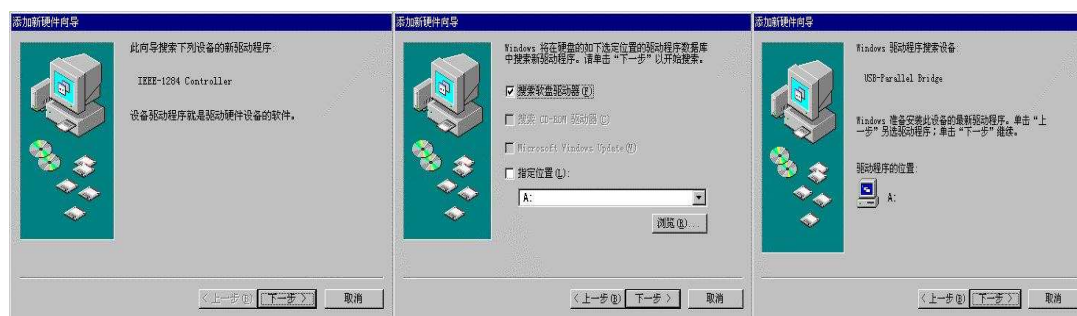 添加新硬件向导
此向导搜索下列设备的新驱动程序:
IEEE-1284 Controller
设备驱动程序就是驱动硬件设备的软件。
<上一步(B)
下一步 >
取消
添加新硬件向导
Windows 将在硬盘的如下选定位置的驱动程序数据库
中搜索新驱动程序。请单击“下一步”以开始搜索。
搜索软盘驱动器(F)
搜索 CD-ROM 驱动器(C)
Microsoft Windows Update(M)
指定位置(L):
A:
浏览(R)...
<上一步(B)
下一步 >
取消
添加新硬件向导
Windows 驱动程序搜索设备:
USB-Parallel Bridge
Windows 准备安装此设备的最新驱动程序。单击“上
一步”另选驱动程序；单击“下一步”继续。
驱动程序的位置:
A:
<上一步(B)
下一步 >
取消